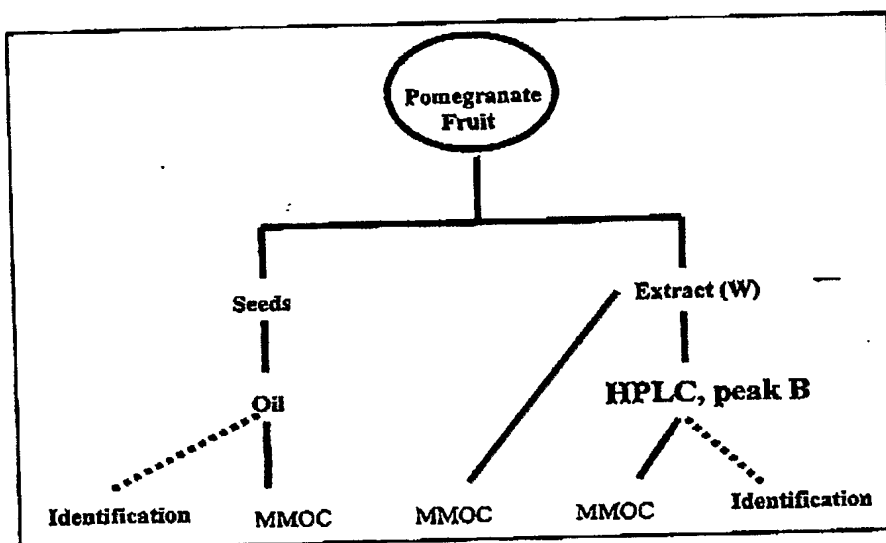 Pomegranate
Fruit
Seeds
Extract (W)
Oil
HPLC, peak B
Identification
MMOC
MMOC
MMOC
Identification